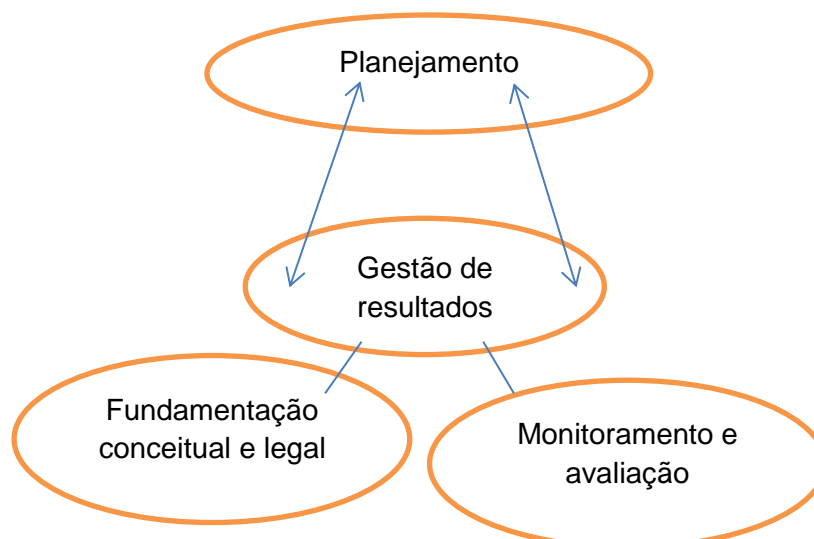 Planejamento
Gestão de
resultados
Fundamentação
conceitual e legal
Monitoramento e
avaliação